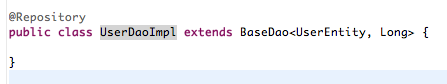 @Repository
public class UserDaoImpl extends BaseDao<UserEntity, Long> {
}